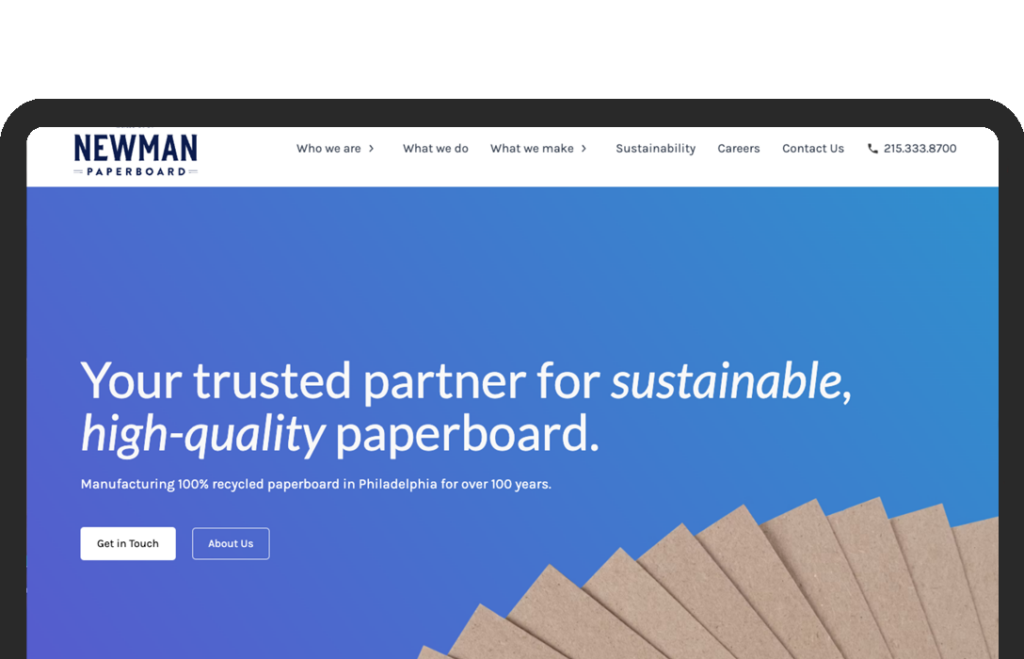 NEWMAN
PAPERBOARD
Who we are
What we do
What we make
Sustainability
Careers
Contact Us
215.333.8700
Your trusted partner for sustainable,
high-quality paperboard.
Manufacturing 100% recycled paperboard in Philadelphia for over 100 years.
Get in Touch
About Us